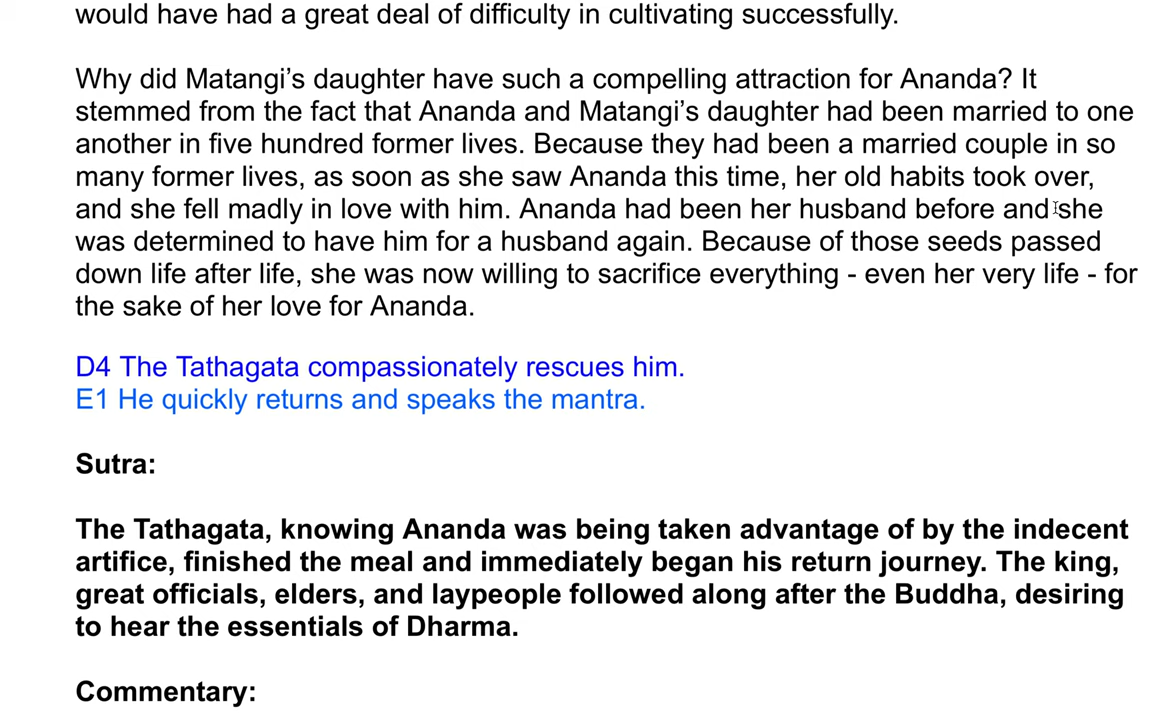 would have had a great deal of difficulty in cultivating successfully.
Why did Matangi’s daughter have such a compelling attraction for Ananda? It
stemmed from the fact that Ananda and Matangi’s daughter had been married to one
another in five hundred former lives. Because they had been a married couple in so
many former lives, as soon as she saw Ananda this time, her old habits took over,
and she fell madly in love with him. Ananda had been her husband before and she
was determined to have him for a husband again. Because of those seeds passed
down life after life, she was now willing to sacrifice everything - even her very life - for
the sake of her love for Ananda.
D4 The Tathagata compassionately rescues him.
E1 He quickly returns and speaks the mantra.
Sutra:
The Tathagata, knowing Ananda was being taken advantage of by the indecent
artifice, finished the meal and immediately began his return journey. The king,
great officials, elders, and laypeople followed along after the Buddha, desiring
to hear the essentials of Dharma.
Commentary: